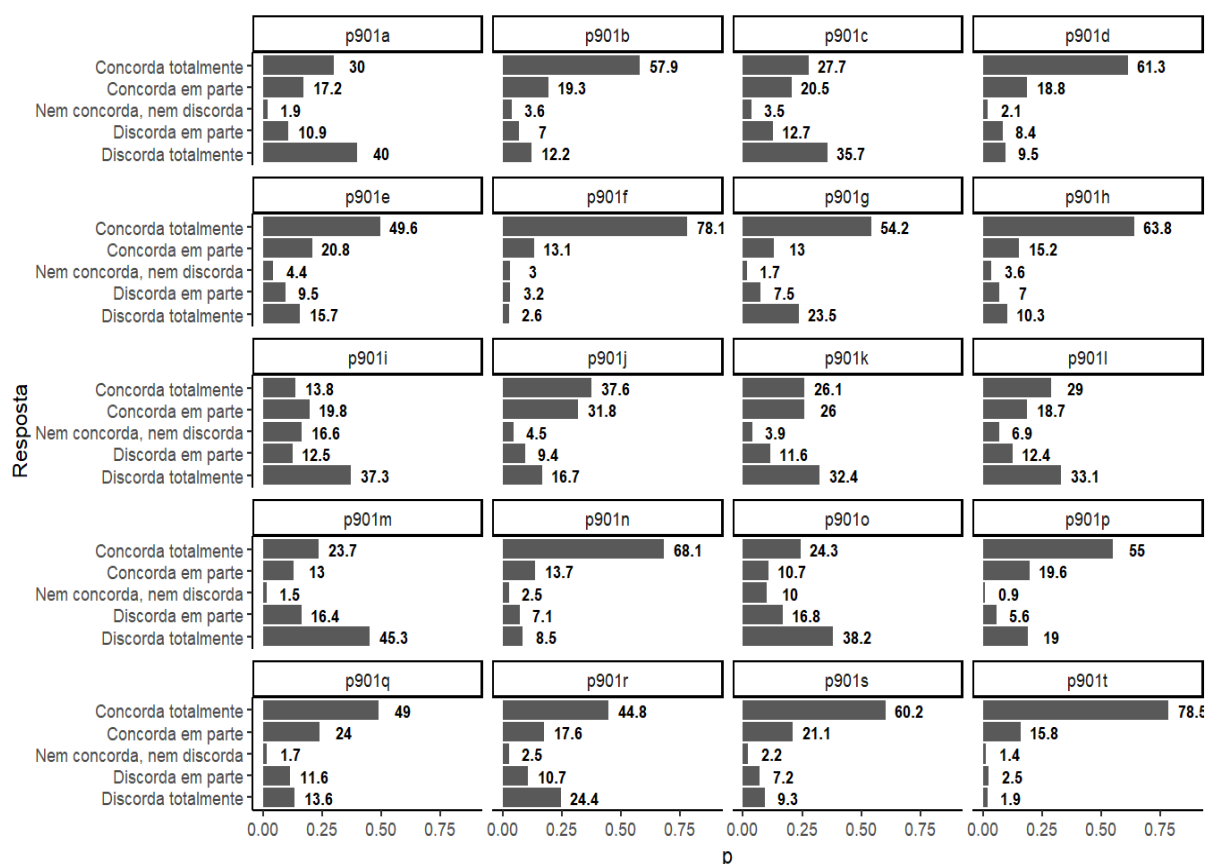 p901a p901b p901c p901d
Concorda totalmente 30 57.9 27.7 61.3
Concorda em parte 17.2 19.3 20.5 18.8
Nem concorda, nem discorda 1.9 3.6 3.5 2.1
Discorda em parte 10.9 7 12.7 8.4
Discorda totalmente 40 12.2 35.7 9.5
p901e p901f p901g p901h
Concorda totalmente 49.6 78.1 54.2 63.8
Concorda em parte 20.8 13.1 13 15.2
Nem concorda, nem discorda 4.4 3 1.7 3.6
Discorda em parte 9.5 3.2 7.5 7
Discorda totalmente 15.7 2.6 23.5 10.3
Resposta
p901i p901j p901k p901l
Concorda totalmente 13.8 37.6 26.1 29
Concorda em parte 19.8 31.8 26 18.7
Nem concorda, nem discorda 16.6 4.5 3.9 6.9
Discorda em parte 12.5 9.4 11.6 12.4
Discorda totalmente 37.3 16.7 32.4 33.1
p901m p901n p901o p901p
Concorda totalmente 23.7 68.1 24.3 55
Concorda em parte 13 13.7 10.7 19.6
Nem concorda, nem discorda 1.5 2.5 10 0.9
Discorda em parte 16.4 7.1 16.8 5.6
Discorda totalmente 45.3 8.5 38.2 19
p901q p901r p901s p901t
Concorda totalmente 49 44.8 60.2 78.5
Concorda em parte 24 17.6 21.1 15.8
Nem concorda, nem discorda 1.7 2.5 2.2 1.4
Discorda em parte 11.6 10.7 7.2 2.5
Discorda totalmente 13.6 24.4 9.3 1.9
0.00 0.25 0.50 0.75 0.00 0.25 0.50 0.75 0.00 0.25 0.50 0.75 0.00 0.25 0.50 0.75
p